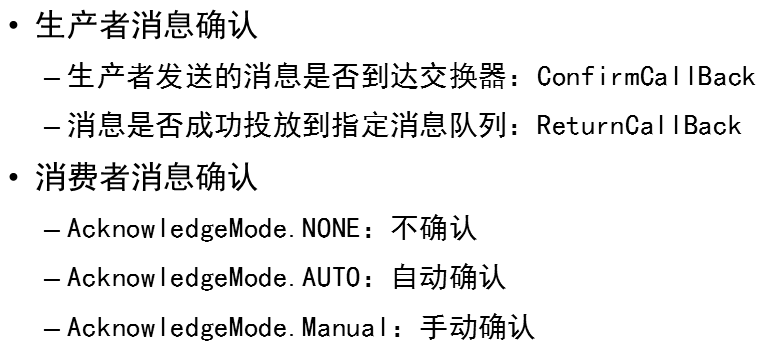 • 生产者消息确认
– 生产者发送的消息是否到达交换器：ConfirmCallBack
– 消息是否成功投放到指定消息队列：ReturnCallBack
• 消费者消息确认
– AcknowledgeMode.NONE：不确认
– AcknowledgeMode.AUTO：自动确认
– AcknowledgeMode.Manual：手动确认